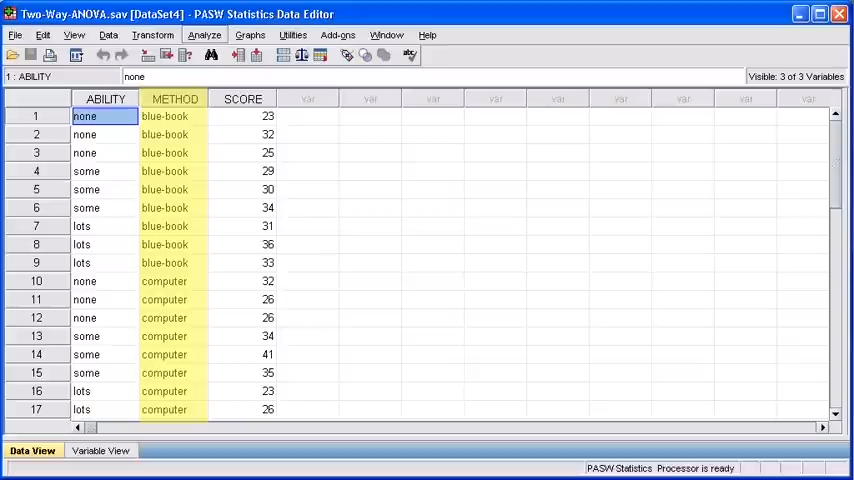 Two-Way-ANOVA.sav [DataSet4] - PASW Statistics Data Editor
File Edit View Data Transform Analyze Graphs Utilities Add-ons Window Help
1 : ABILITY none Visible: 3 of 3 Variables
ABILITY METHOD SCORE var var var var var var var var var
1 none blue-book 23
2 none blue-book 32
3 none blue-book 25
4 some blue-book 29
5 some blue-book 30
6 some blue-book 34
7 lots blue-book 31
8 lots blue-book 36
9 lots blue-book 33
10 none computer 32
11 none computer 26
12 none computer 26
13 some computer 34
14 some computer 41
15 some computer 35
16 lots computer 23
17 lots computer 26
Data View Variable View
PASW Statistics Processor is ready